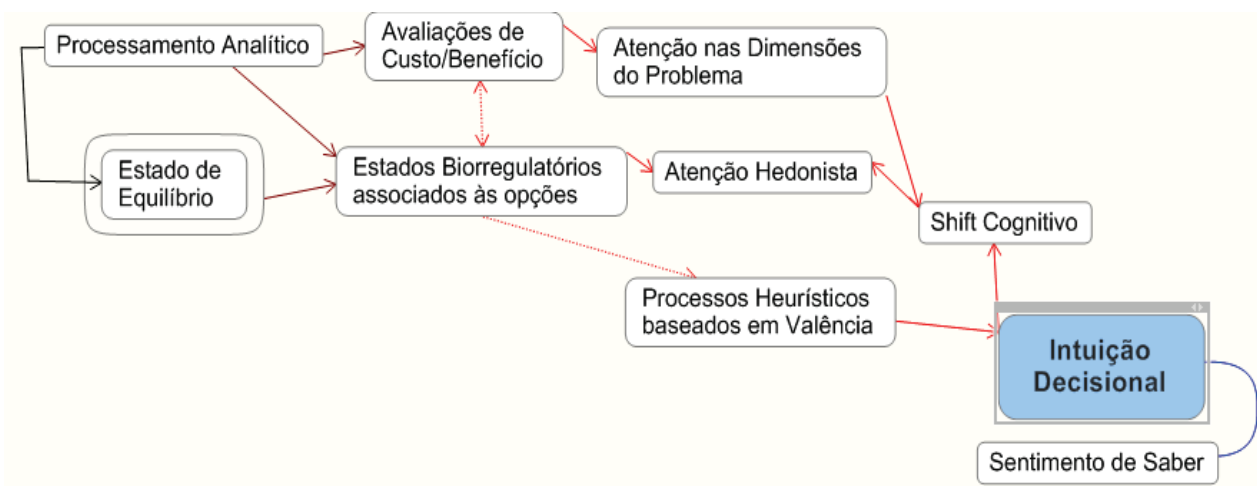 Processamento Analítico
Avaliações de
Custo/Benefício
Atenção nas Dimensões
do Problema
Estado de
Equilíbrio
Estados Biorregulatórios
associados às opções
Atenção Hedonista
Shift Cognitivo
Processos Heurísticos
baseados em Valência
Intuição
Decisional
Sentimento de Saber